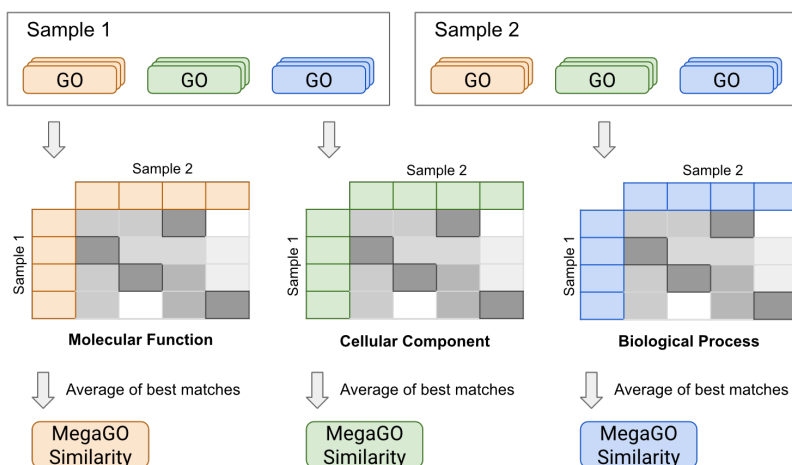 Sample 1
Sample 2
GO
GO
GO
GO
GO
GO
Sample 2
Sample 2
Sample 2
Sample 1
Sample 1
Sample 1
Molecular Function
Cellular Component
Biological Process
Average of best matches
Average of best matches
Average of best matches
MegaGO
Similarity
MegaGO
Similarity
MegaGO
Similarity